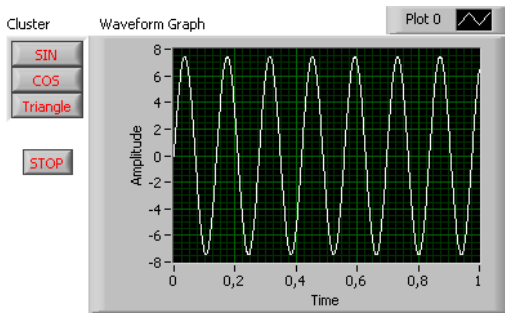 Cluster
SIN
COS
Triangle
STOP
Waveform Graph
Plot 0
Amplitude
8
6
4
2
0
-2
-4
-6
-8
0 0,2 0,4 0,6 0,8 1
Time